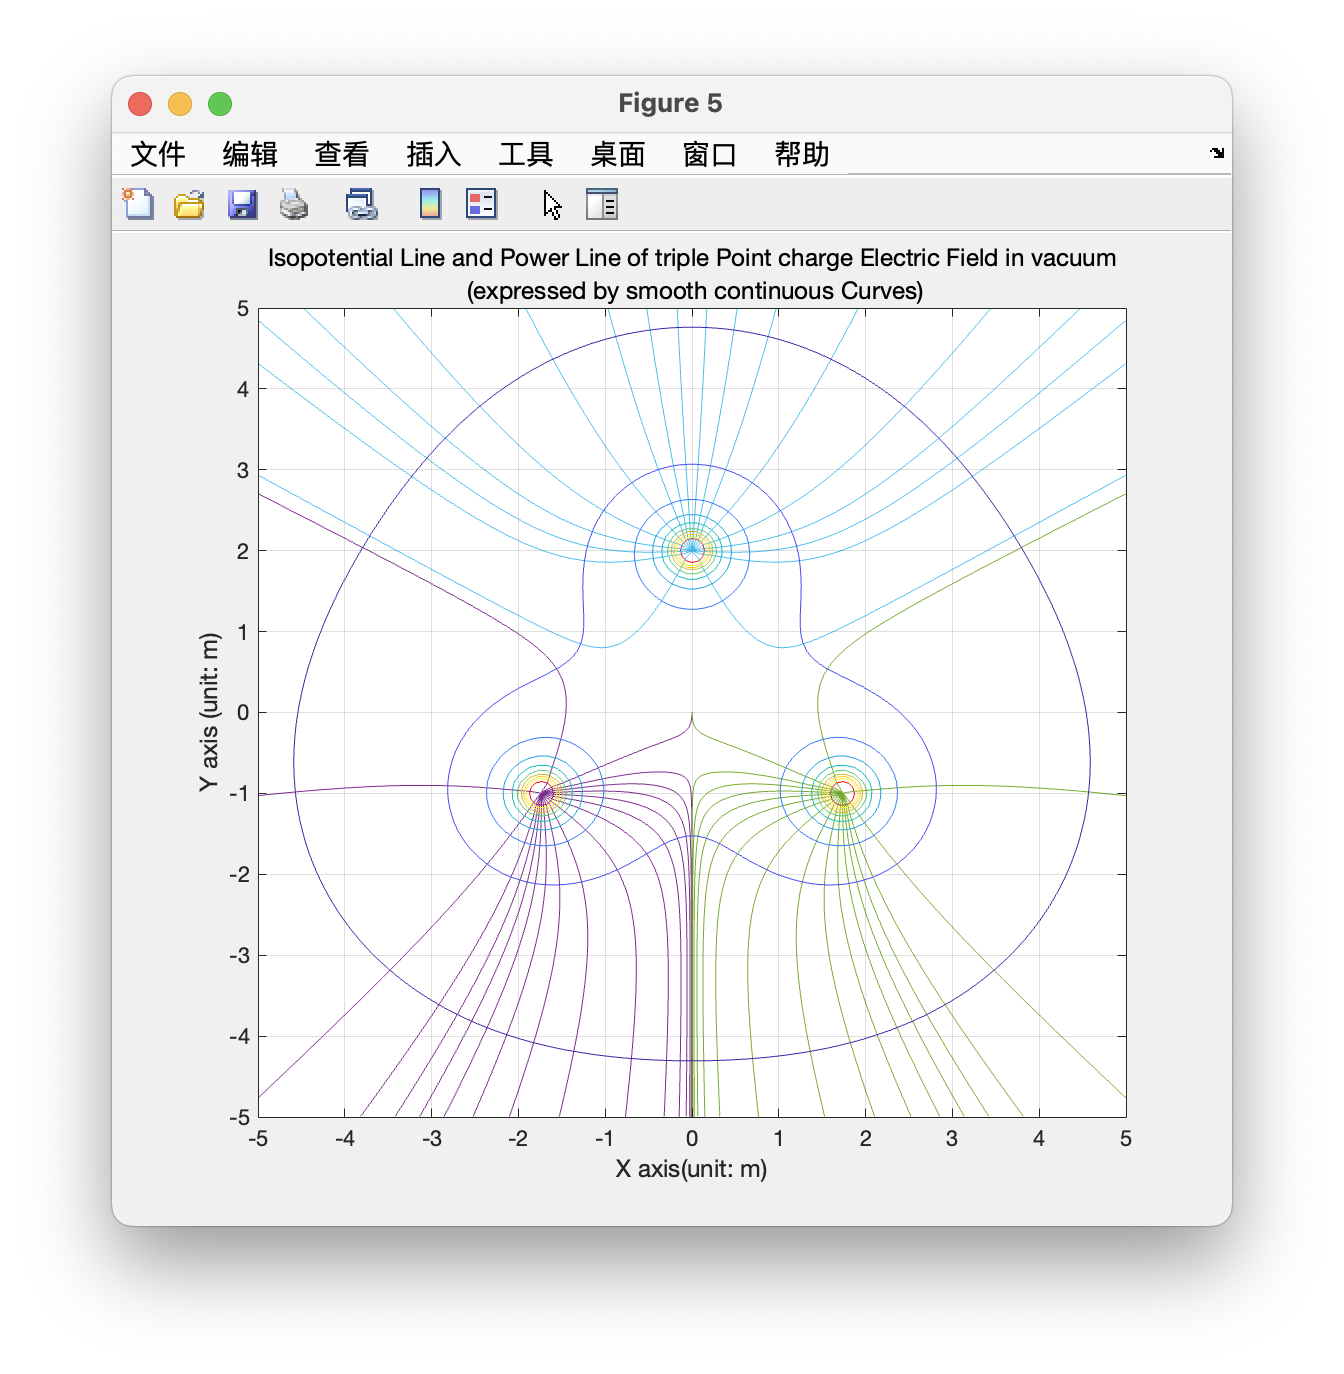 Figure 5
文件 编辑 查看 插入 工具 桌面 窗口 帮助
Isopotential Line and Power Line of triple Point charge Electric Field in vacuum
(expressed by smooth continuous Curves)
5
4
3
2
1
0
-1
-2
-3
-4
-5
Y axis (unit: m)
-5 -4 -3 -2 -1 0 1 2 3 4 5
X axis(unit: m)